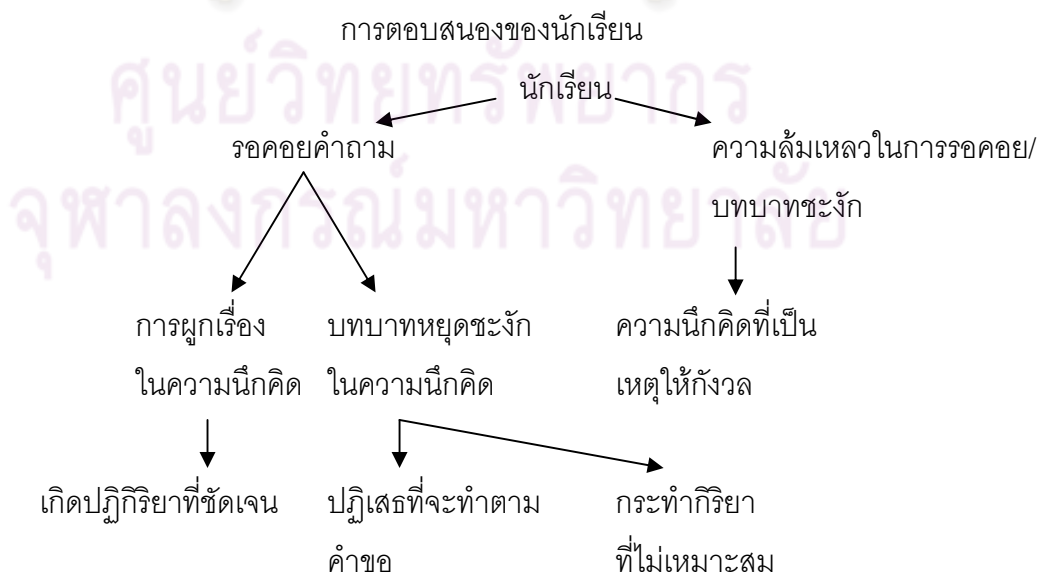 การตอบสนองของนักเรียน
นักเรียน
ศูนย์วิทยทรัพยากร
รอคอยคำถาม ความล้มเหลวในการรอคอย/
บทบาทชะงัก
จุฬาลงกรณ์มหาวิทยาลัย
การผูกเรื่อง บทบาทหยุดชะงัก ความนึกคิดที่เป็น
ในความนึกคิด ในความนึกคิด เหตุให้กังวล
เกิดปฏิกิริยาที่ชัดเจน ปฏิเสธที่จะทำตาม กระทำกิริยา
คำขอ ที่ไม่เหมาะสม